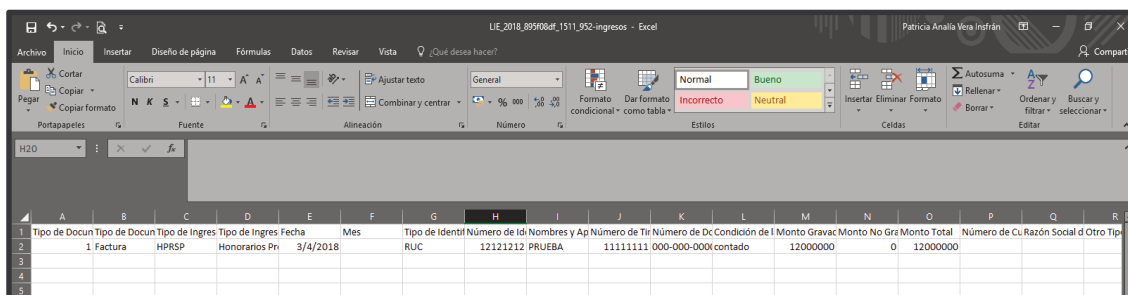 LIE_2018_895f08df_1511_952-ingresos - Excel
Patricia Analía Vera Insfrán
Archivo Inicio Insertar Diseño de página Fórmulas Datos Revisar Vista ¿Qué desea hacer? Compart
Pegar
Cortar
Copiar
Copiar formato
Portapapeles
Calibri 11 A A
N K S A
Fuente
Ajustar texto
Combinar y centrar
Alineación
General
% 000
Número
Formato condicional
Dar formato como tabla
Normal Bueno
Incorrecto Neutral
Estilos
Insertar Eliminar Formato
Celdas
Autosuma
Rellenar
Borrar
Ordenar y filtrar
Buscar y seleccionar
Editar
H20 fx
A B C D E F G H I J K L M N O P Q R
1 Tipo de Docun Tipo de Docun Tipo de Ingres Tipo de Ingres Fecha Mes Tipo de Identif Número de Ide Nombres y Ap Número de Tir Número de Do Condición de l Monto Gravac Monto No Gra Monto Total Número de Cu Razón Social d Otro Tipo
2 1 Factura HPRSP Honorarios Pr 3/4/2018 RUC 12121212 PRUEBA 11111111 000-000-000 contado 12000000 0 12000000
3
4
5